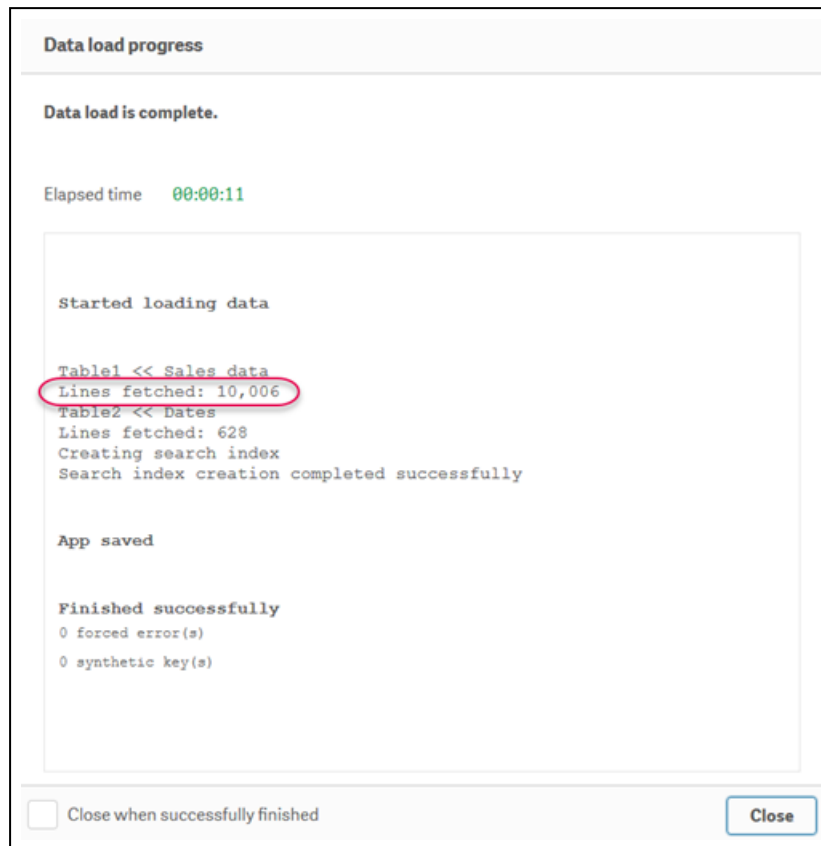 Data load progress
Data load is complete.
Elapsed time 00:00:11
Started loading data
Table1 << Sales data
Lines fetched: 10,006
Table2 << Dates
Lines fetched: 628
Creating search index
Search index creation completed successfully
App saved
Finished successfully
0 forced error(s)
0 synthetic key(s)
Close when successfully finished
Close